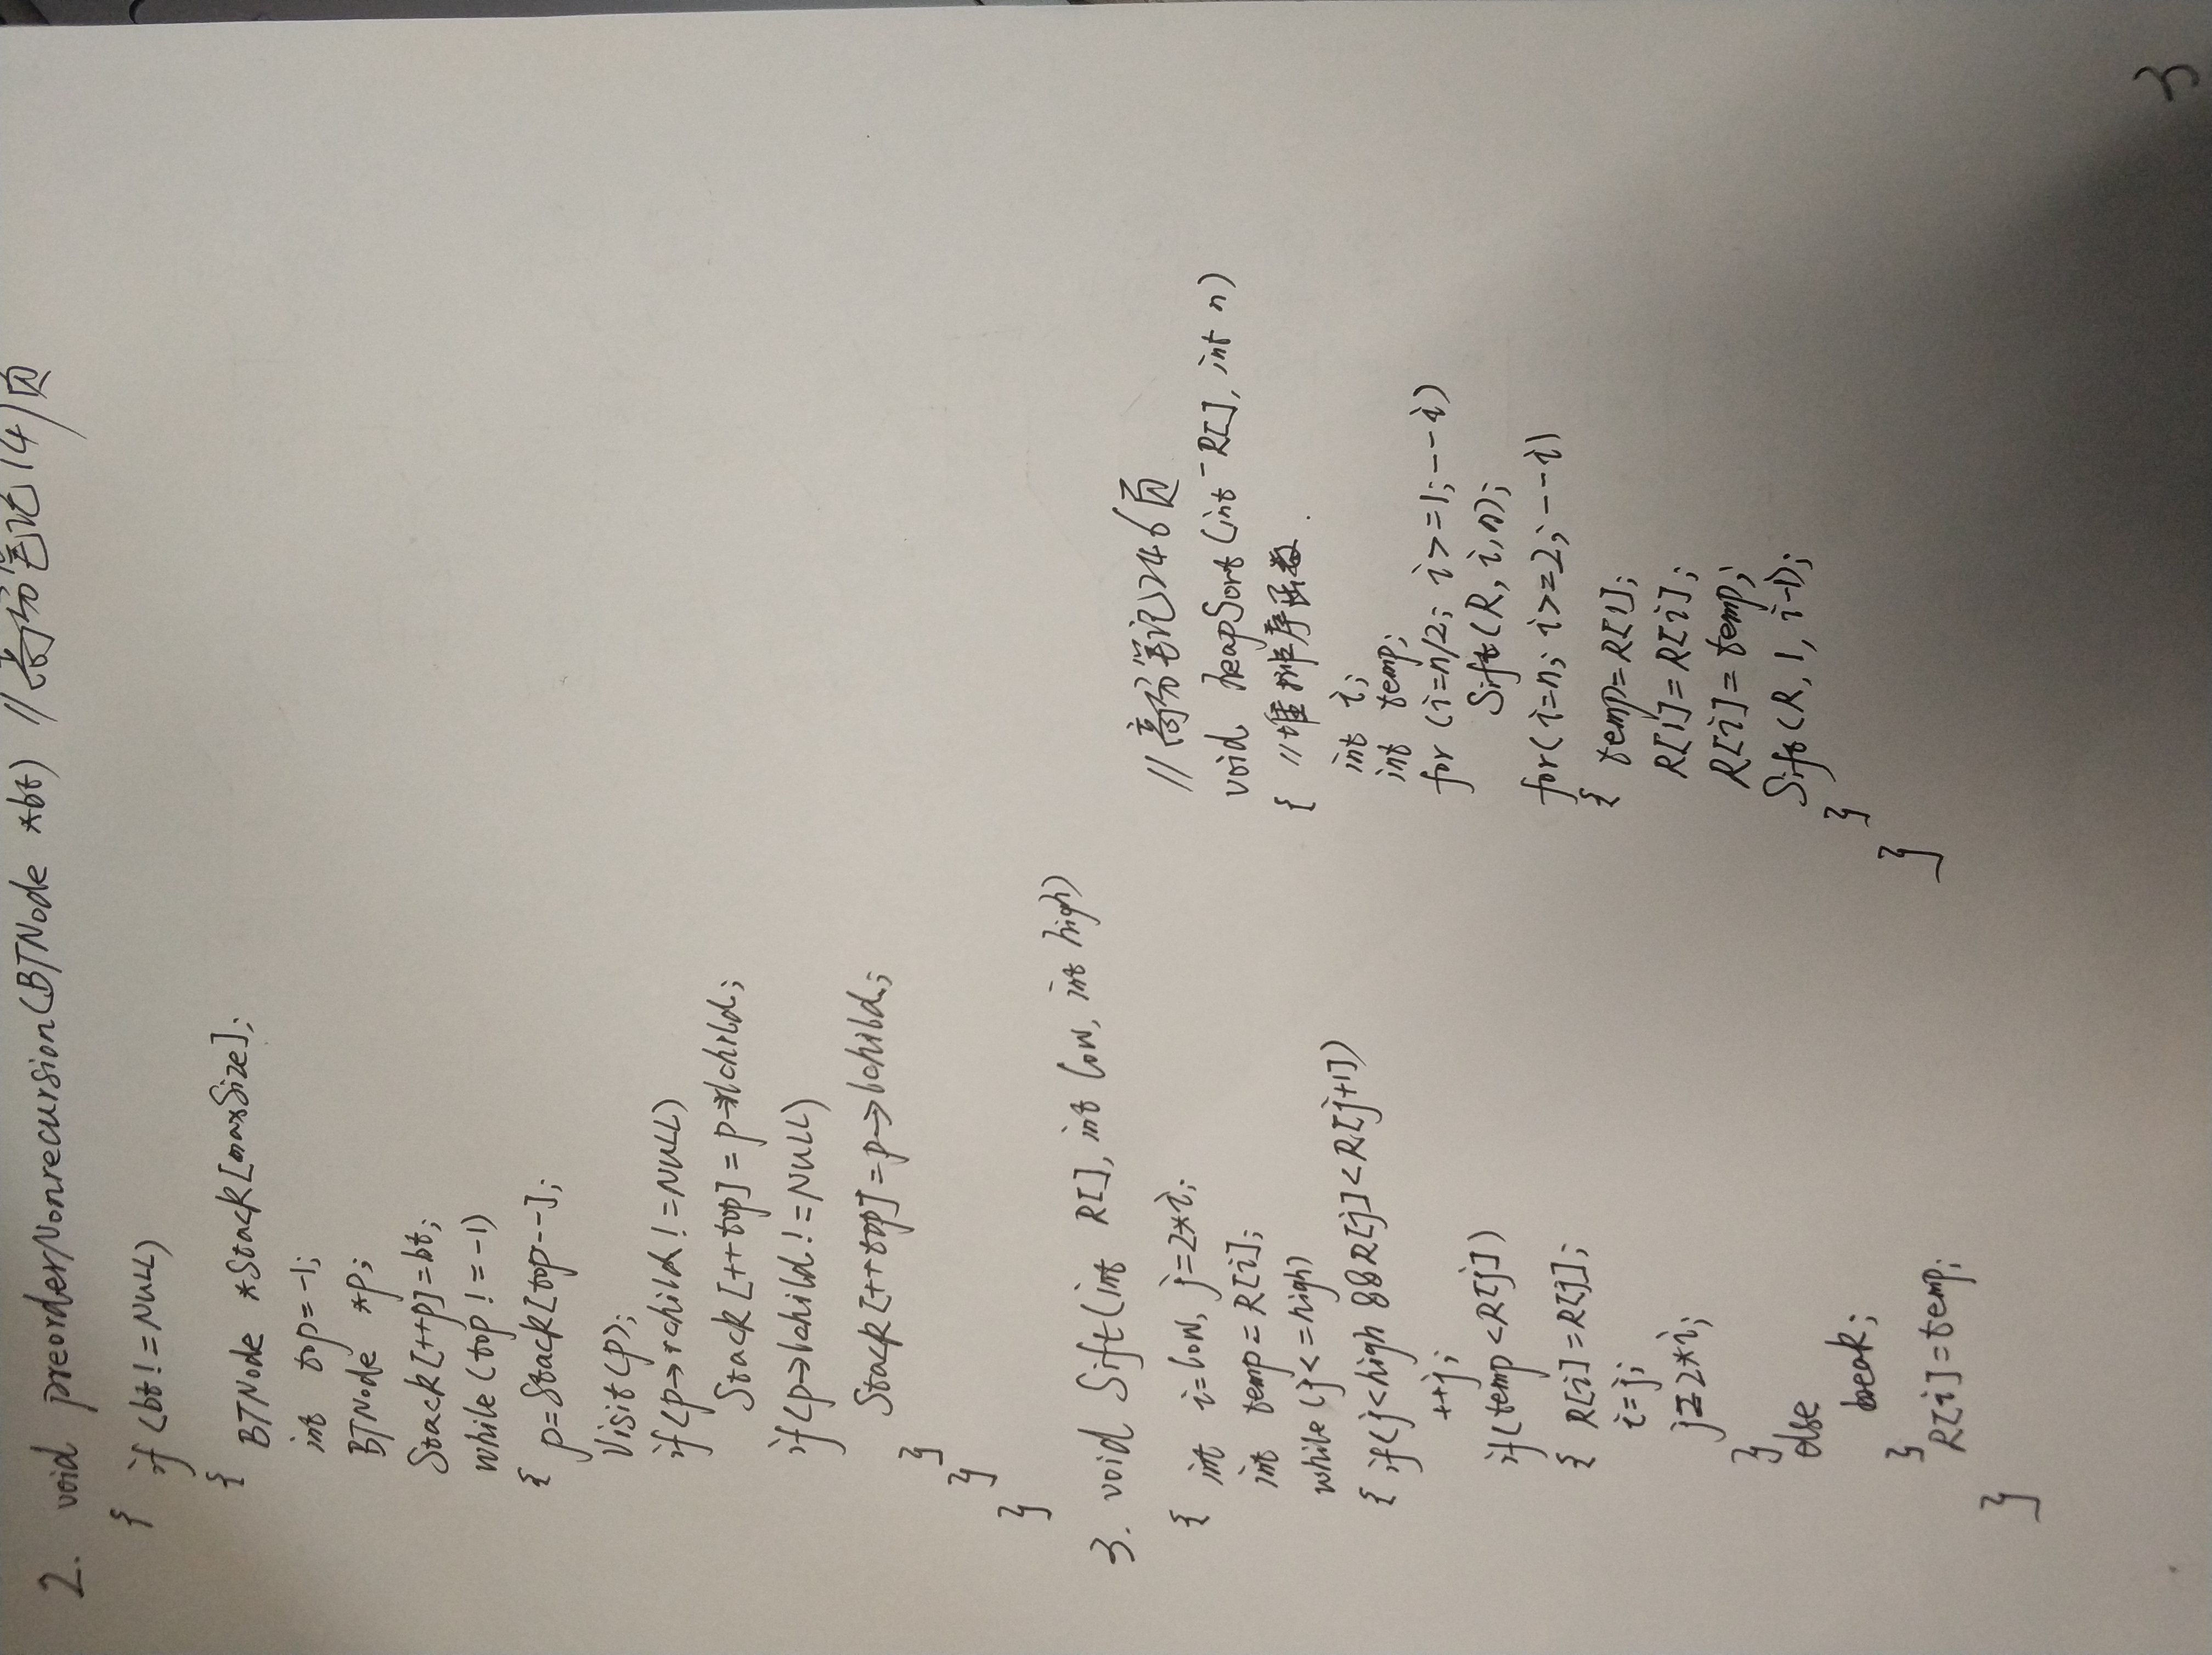 2. void preorderNonrecursion(BTNode *bt) //高分笔记141页
{ if (bt!=NULL)
{ BTNode *Stack[maxSize];
int top=-1;
BTNode *p;
Stack[++p]=bt;
while(top!=-1)
{ p=Stack[top--];
Visit(p);
if(p→rchild!=NULL)
Stack[++top]=p→rchild;
if(p→lchild!=NULL)
Stack[++top]=p→lchild;
}
}
}
3. void Sift(int R[], int low, int high)
{ int i=low, j=2*i;
int temp=R[i];
while(j<=high)
{ if(j<high &&R[j]<R[j+1])
++j;
if(temp<R[j])
{ R[i]=R[j];
i=j;
j=2*i;
}
else
break;
}
R[i]=temp;
}
//高分笔记246页
void heapSort(int R[], int n)
{ //堆排序函数
int i;
int temp;
for (i=n/2; i>=1; --i)
Sift(R, i, n);
for(i=n; i>=2; --i)
{ temp=R[1];
R[1]=R[i];
R[i]=temp;
Sift(R, 1, i-1);
}
}
3